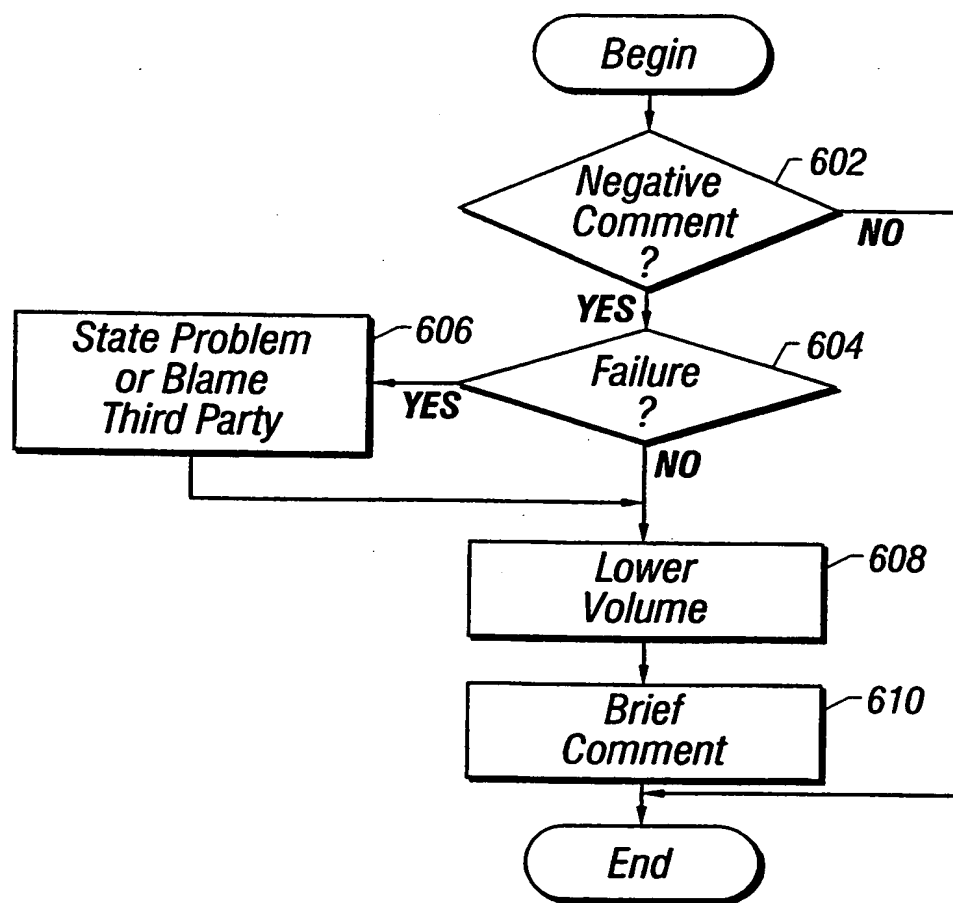 Begin
Negative
Comment
?
602
NO
YES
Failure
?
604
YES
State Problem
or Blame
Third Party
606
NO
Lower
Volume
608
Brief
Comment
610
End